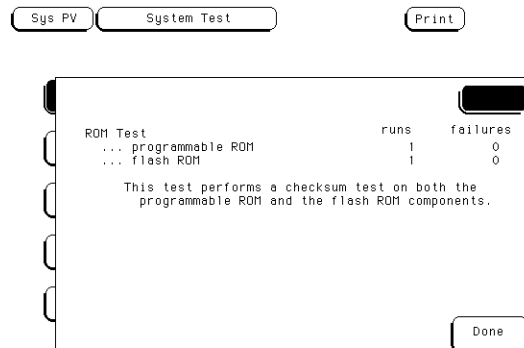 Sys PV System Test Print
runs failures
ROM Test
... programmable ROM 1 0
... flash ROM 1 0
This test performs a checksum test on both the
programmable ROM and the flash ROM components.
Done